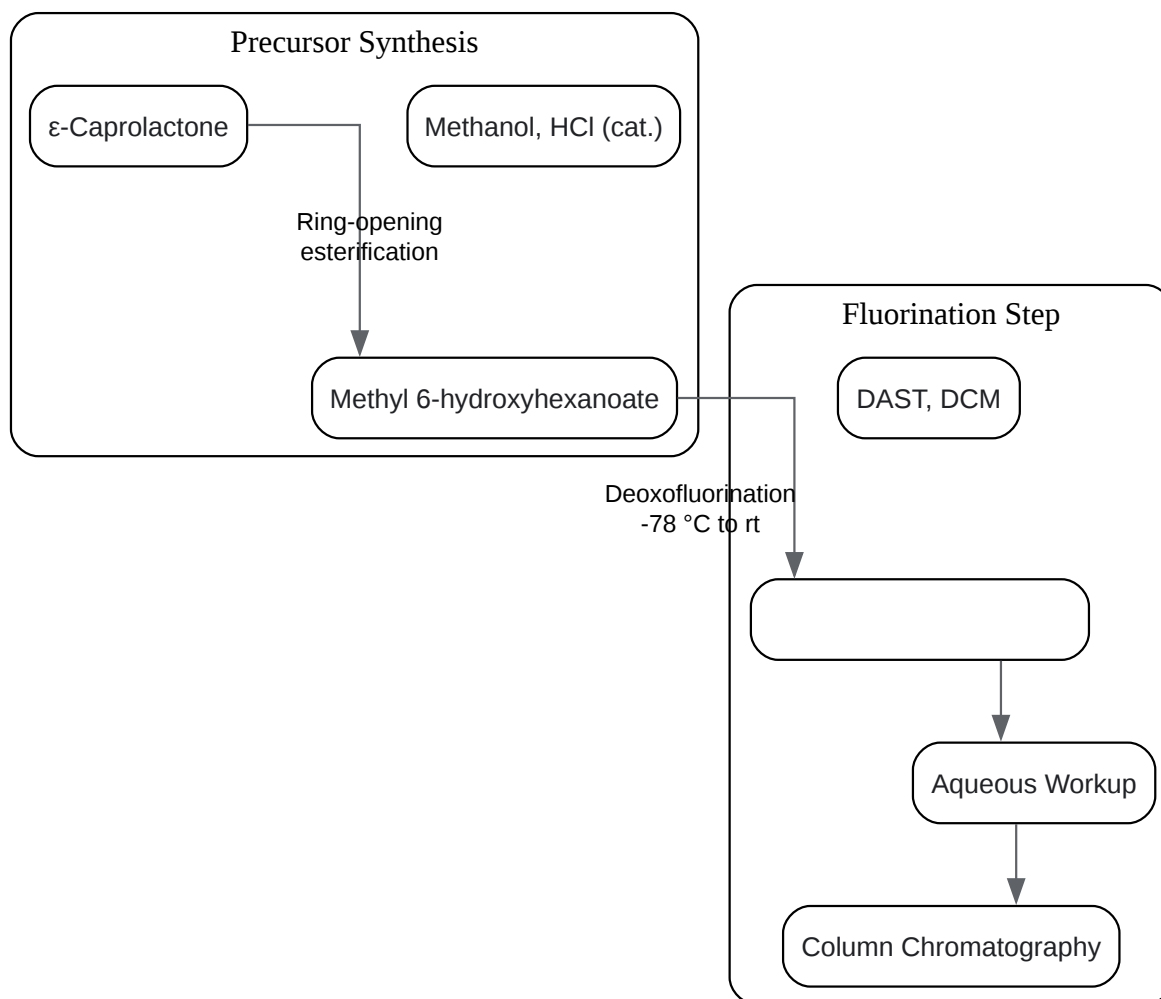 Precursor Synthesis
ε-Caprolactone
Methanol, HCl (cat.)
Ring-opening
esterification
Methyl 6-hydroxyhexanoate
Fluorination Step
DAST, DCM
Deoxofluorination
-78 °C to rt
Aqueous Workup
Column Chromatography